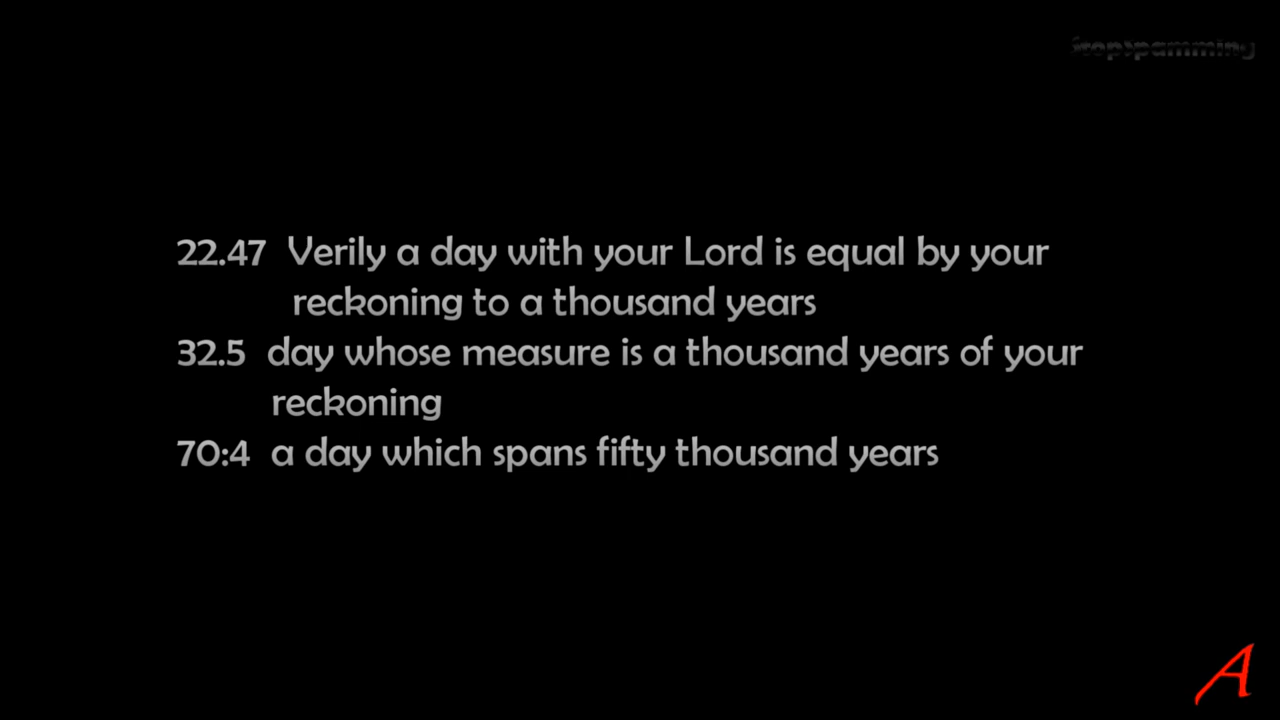 StopSpamming
22.47 Verily a day with your Lord is equal by your
reckoning to a thousand years
32.5 day whose measure is a thousand years of your
reckoning
70:4 a day which spans fifty thousand years
A